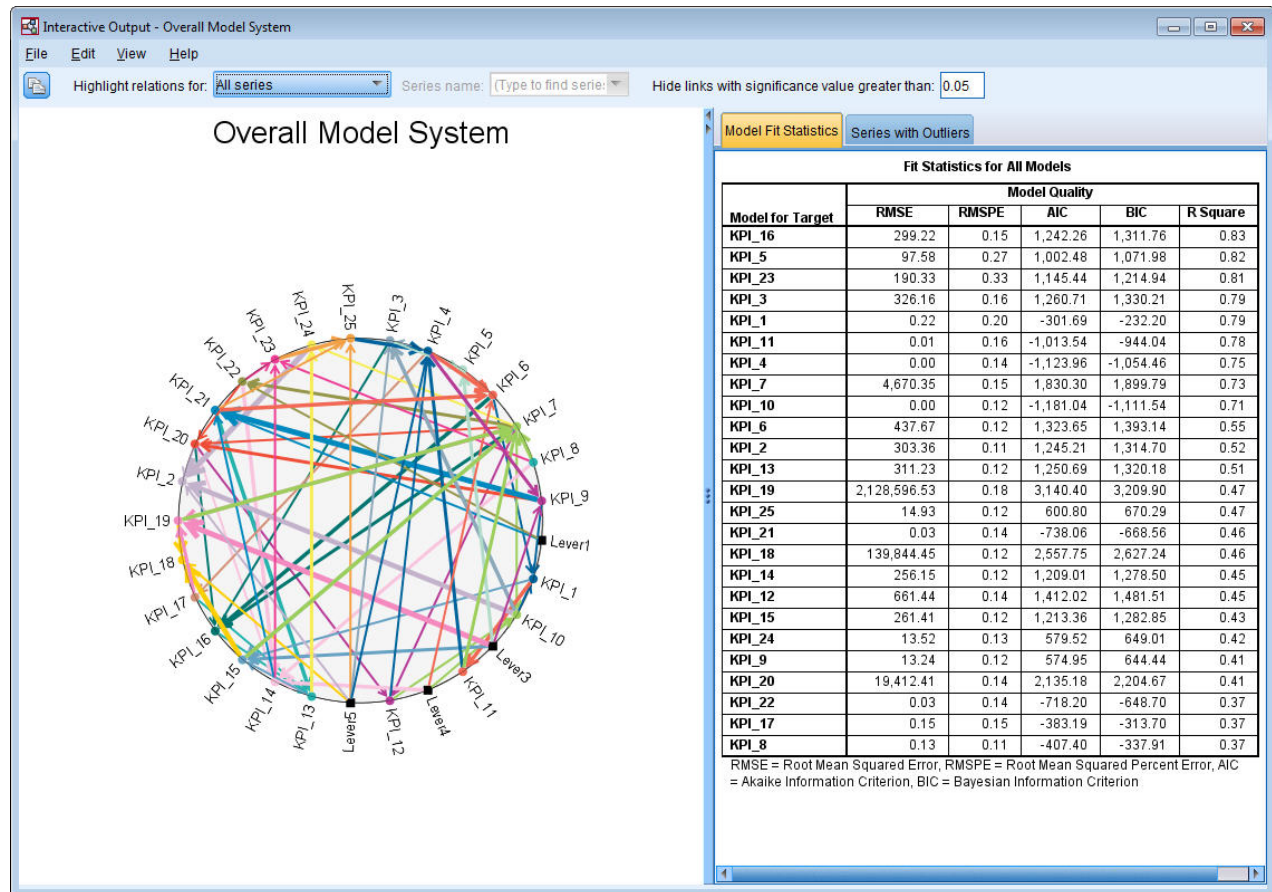 Interactive Output - Overall Model System
File Edit View Help
Highlight relations for: All series Series name: (Type to find serie: Hide links with significance value greater than: 0.05
Overall Model System
KPI_25
KPI_3
KPI_4
KPI_5
KPI_6
KPI_7
KPI_8
KPI_9
Lever1
KPI_1
KPI_10
Lever3
KPI_11
Lever4
KPI_12
Lever5
KPI_13
KPI_14
KPI_15
KPI_16
KPI_17
KPI_18
KPI_19
KPI_2
KPI_20
KPI_21
KPI_22
KPI_23
KPI_24
Model Fit Statistics Series with Outliers
Fit Statistics for All Models
Model Quality
Model for Target RMSE RMSPE AIC BIC R Square
KPI_16 299.22 0.15 1,242.26 1,311.76 0.83
KPI_5 97.58 0.27 1,002.48 1,071.98 0.82
KPI_23 190.33 0.33 1,145.44 1,214.94 0.81
KPI_3 326.16 0.16 1,260.71 1,330.21 0.79
KPI_1 0.22 0.20 -301.69 -232.20 0.79
KPI_11 0.01 0.16 -1,013.54 -944.04 0.78
KPI_4 0.00 0.14 -1,123.96 -1,054.46 0.75
KPI_7 4,670.35 0.15 1,830.30 1,899.79 0.73
KPI_10 0.00 0.12 -1,181.04 -1,111.54 0.71
KPI_6 437.67 0.12 1,323.65 1,393.14 0.55
KPI_2 303.36 0.11 1,245.21 1,314.70 0.52
KPI_13 311.23 0.12 1,250.69 1,320.18 0.51
KPI_19 2,128,596.53 0.18 3,140.40 3,209.90 0.47
KPI_25 14.93 0.12 600.80 670.29 0.47
KPI_21 0.03 0.14 -738.06 -668.56 0.46
KPI_18 139,844.45 0.12 2,557.75 2,627.24 0.46
KPI_14 256.15 0.12 1,209.01 1,278.50 0.45
KPI_12 661.44 0.14 1,412.02 1,481.51 0.45
KPI_15 261.41 0.12 1,213.36 1,282.85 0.43
KPI_24 13.52 0.13 579.52 649.01 0.42
KPI_9 13.24 0.12 574.95 644.44 0.41
KPI_20 19,412.41 0.14 2,135.18 2,204.67 0.41
KPI_22 0.03 0.14 -718.20 -648.70 0.37
KPI_17 0.15 0.15 -383.19 -313.70 0.37
KPI_8 0.13 0.11 -407.40 -337.91 0.37
RMSE = Root Mean Squared Error, RMSPE = Root Mean Squared Percent Error, AIC
= Akaike Information Criterion, BIC = Bayesian Information Criterion